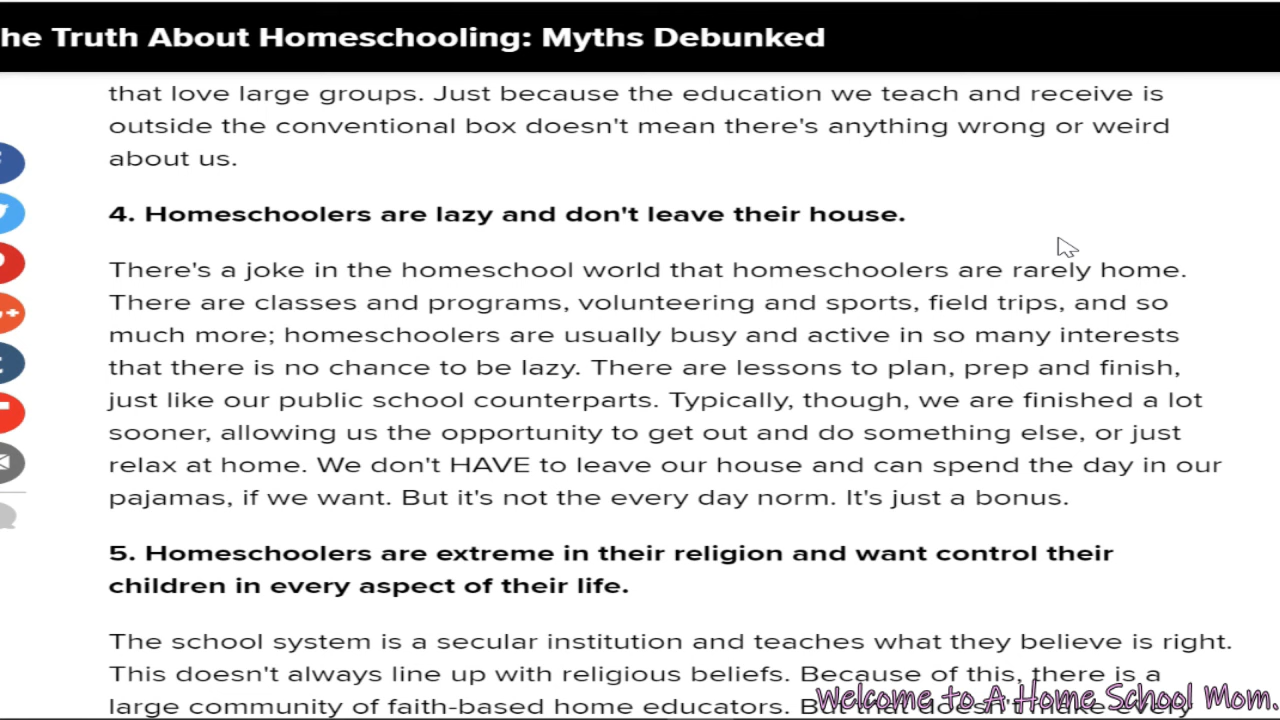 he Truth About Homeschooling: Myths Debunked
that love large groups. Just because the education we teach and receive is
outside the conventional box doesn't mean there's anything wrong or weird
about us.
4. Homeschoolers are lazy and don't leave their house.
There's a joke in the homeschool world that homeschoolers are rarely home.
There are classes and programs, volunteering and sports, field trips, and so
much more; homeschoolers are usually busy and active in so many interests
that there is no chance to be lazy. There are lessons to plan, prep and finish,
just like our public school counterparts. Typically, though, we are finished a lot
sooner, allowing us the opportunity to get out and do something else, or just
relax at home. We don't HAVE to leave our house and can spend the day in our
pajamas, if we want. But it's not the every day norm. It's just a bonus.
5. Homeschoolers are extreme in their religion and want control their
children in every aspect of their life.
The school system is a secular institution and teaches what they believe is right.
This doesn't always line up with religious beliefs. Because of this, there is a
large community of faith-based home educators. But that doesn't make every
Welcome to A Home School Mom.